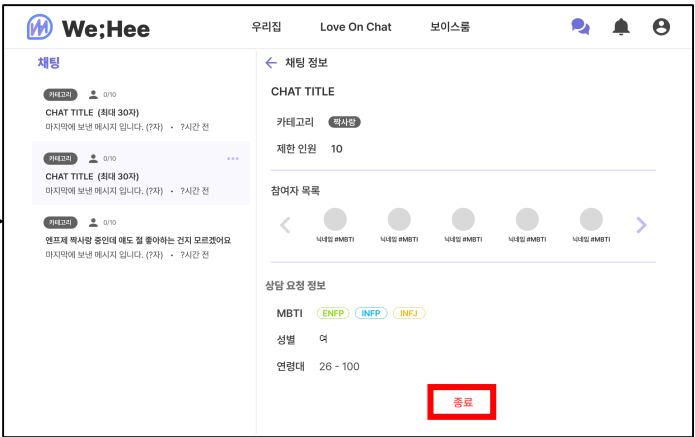 We;Hee
우리집 Love On Chat 보이스룸
채팅
카테고리 0/10
CHAT TITLE (최대 30자)
마지막에 보낸 메시지 입니다. (?자) • ?시간 전
카테고리 0/10
CHAT TITLE (최대 30자)
마지막에 보낸 메시지 입니다. (?자) • ?시간 전
카테고리 0/10
엔프제 짝사랑 중인데 얘도 절 좋아하는 건지 모르겠어요
마지막에 보낸 메시지 입니다. (?자) • ?시간 전
← 채팅 정보
CHAT TITLE
카테고리 짝사랑
제한 인원 10
참여자 목록
닉네임 #MBTI 닉네임 #MBTI 닉네임 #MBTI 닉네임 #MBTI 닉네임 #MBTI
상담 요청 정보
MBTI ENFP INFP INFJ
성별 여
연령대 26 - 100
종료